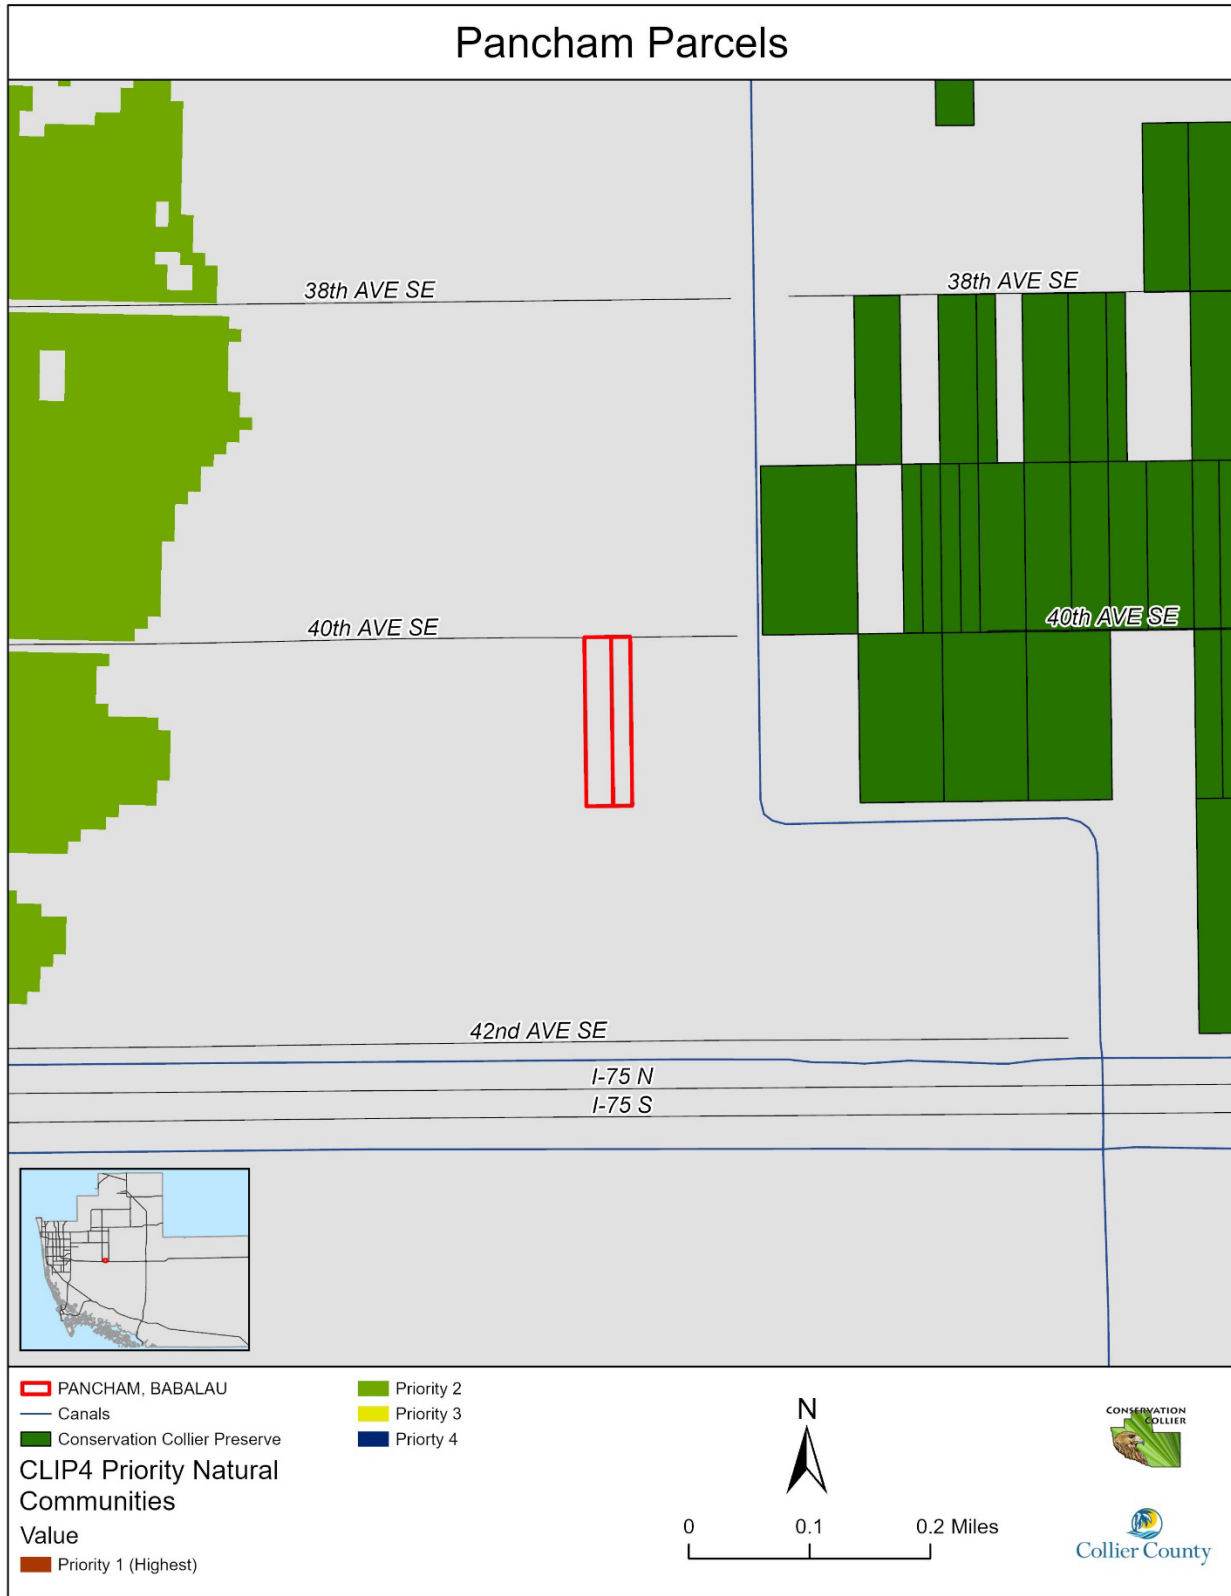 Pancham Parcels
38th AVE SE
38th AVE SE
40th AVE SE
40th AVE SE
42nd AVE SE
I-75 N
I-75 S
PANCHAM, BABALAU
Canals
Conservation Collier Preserve
CLIP4 Priority Natural
Communities
Value
Priority 1 (Highest)
Priority 2
Priority 3
Priorty 4
N
0 0.1 0.2 Miles
CONSERVATION
COLLIER
Collier County